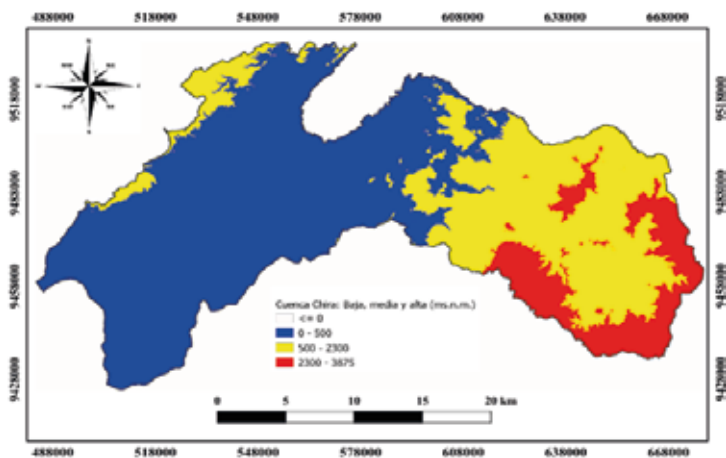 488000 518000 548000 578000 608000 638000 668000
9518000 9518000
9488000 9488000
9458000 9458000
9428000 9428000
N
Cuenca Chira: Baja, media y alta (ms.n.m.)
<= 0
0 - 500
500 - 2300
2300 - 3875
0 5 10 15 20 km
488000 518000 548000 578000 608000 638000 668000